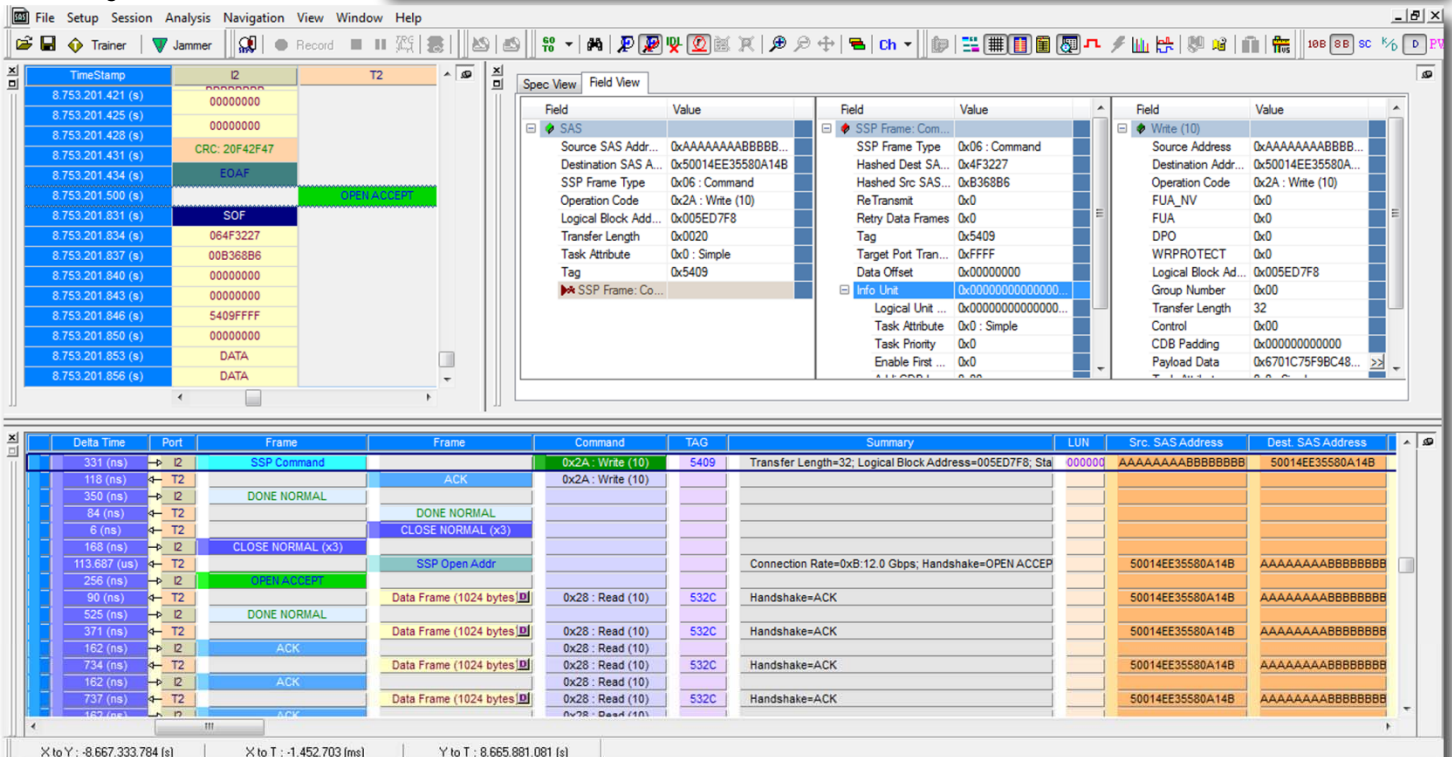 File Setup Session Analysis Navigation View Window Help
Trainer Jammer Record GO TO Ch 10B 8B SC K/D D
TimeStamp I2 T2
8.753.201.421 (s) 00000000
8.753.201.425 (s)
8.753.201.428 (s) 00000000
8.753.201.431 (s) CRC: 20F42F47
8.753.201.434 (s) EOAF
8.753.201.500 (s) OPEN ACCEPT
8.753.201.831 (s) SOF
8.753.201.834 (s) 064F3227
8.753.201.837 (s) 00B368B6
8.753.201.840 (s) 00000000
8.753.201.843 (s) 00000000
8.753.201.846 (s) 5409FFFF
8.753.201.850 (s) 00000000
8.753.201.853 (s) DATA
8.753.201.856 (s) DATA
Spec View Field View
Field Value
SAS
Source SAS Addr... 0xAAAAAAAABBBBB...
Destination SAS A... 0x50014EE35580A14B
SSP Frame Type 0x06 : Command
Operation Code 0x2A : Write (10)
Logical Block Add... 0x005ED7F8
Transfer Length 0x0020
Task Attribute 0x0 : Simple
Tag 0x5409
SSP Frame: Co...
Field Value
SSP Frame: Com...
SSP Frame Type 0x06 : Command
Hashed Dest SA... 0x4F3227
Hashed Src SAS... 0xB368B6
ReTransmit 0x0
Retry Data Frames 0x0
Tag 0x5409
Target Port Tran... 0xFFFF
Data Offset 0x00000000
Info Unit 0x00000000000000...
Logical Unit ... 0x00000000000000...
Task Attribute 0x0 : Simple
Task Priority 0x0
Enable First ... 0x0
Field Value
Write (10)
Source Address 0xAAAAAAAABBBB...
Destination Addr... 0x50014EE35580A...
Operation Code 0x2A : Write (10)
FUA_NV 0x0
FUA 0x0
DPO 0x0
WRPROTECT 0x0
Logical Block Ad... 0x005ED7F8
Group Number 0x00
Transfer Length 32
Control 0x00
CDB Padding 0x000000000000
Payload Data 0x6701C75F9BC48... >>
Delta Time Port Frame Frame Command TAG Summary LUN Src. SAS Address Dest. SAS Address
331 (ns) I2 SSP Command 0x2A : Write (10) 5409 Transfer Length=32; Logical Block Address=005ED7F8; Sta 000000 AAAAAAAABBBBBBBB 50014EE35580A14B
118 (ns) T2 ACK 0x2A : Write (10)
350 (ns) I2 DONE NORMAL
84 (ns) T2 DONE NORMAL
6 (ns) T2 CLOSE NORMAL (x3)
168 (ns) I2 CLOSE NORMAL (x3)
113.687 (us) T2 SSP Open Addr Connection Rate=0xB:12.0 Gbps; Handshake=OPEN ACCEP 50014EE35580A14B AAAAAAAABBBBBBBB
256 (ns) I2 OPEN ACCEPT
90 (ns) T2 Data Frame (1024 bytes D 0x28 : Read (10) 532C Handshake=ACK 50014EE35580A14B AAAAAAAABBBBBBBB
525 (ns) I2 DONE NORMAL
371 (ns) T2 Data Frame (1024 bytes D 0x28 : Read (10) 532C Handshake=ACK 50014EE35580A14B AAAAAAAABBBBBBBB
162 (ns) I2 ACK 0x28 : Read (10)
734 (ns) T2 Data Frame (1024 bytes D 0x28 : Read (10) 532C Handshake=ACK 50014EE35580A14B AAAAAAAABBBBBBBB
162 (ns) I2 ACK 0x28 : Read (10)
737 (ns) T2 Data Frame (1024 bytes D 0x28 : Read (10) 532C Handshake=ACK 50014EE35580A14B AAAAAAAABBBBBBBB
162 (ns) I2 ACK 0x28 : Read (10)
X to Y : -8.667.333.784 (s) X to T : -1.452.703 (ms) Y to T : 8.665.881.081 (s)